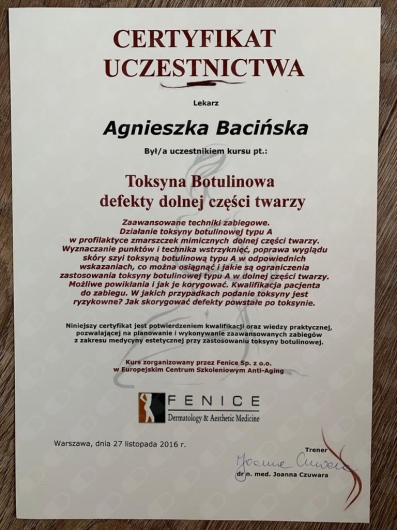 CERTYFIKAT
UCZESTNICTWA
Lekarz
Agnieszka Bacińska
Był/a uczestnikiem kursu pt.:
Toksyna Botulinowa
defekty dolnej części twarzy
Zaawansowane techniki zabiegowe.
Działanie toksyny botulinowej typu A
w profilaktyce zmarszczek mimicznych dolnej części twarzy.
Wyznaczanie punktów i technika wstrzyknięć, poprawa wyglądu
skóry szyi toksyną botulinową typu A w odpowiednich
wskazaniach, co można osiągnąć i jakie są ograniczenia
zastosowania toksyny botulinowej typu A w dolnej części twarzy.
Możliwe powikłania i jak je korygować. Kwalifikacja pacjenta
do zabiegu. W jakich przypadkach podanie toksyny jest
ryzykowne? Jak skorygować defekty powstałe po toksynie.
Niniejszy certyfikat jest potwierdzeniem kwalifikacji oraz wiedzy praktycznej,
pozwalającej na planowanie i wykonywanie zaawansowanych zabiegów
z zakresu medycyny estetycznej przy zastosowaniu toksyny botulinowej.
Kurs zorganizowany przez Fenice Sp. z o.o.
w Europejskim Centrum Szkoleniowym Anti-Aging
FENICE
Dermatology & Aesthetic Medicine
Warszawa, dnia 27 listopada 2016 r.
Trener
Joanna Czuwara
dr n. med. Joanna Czuwara